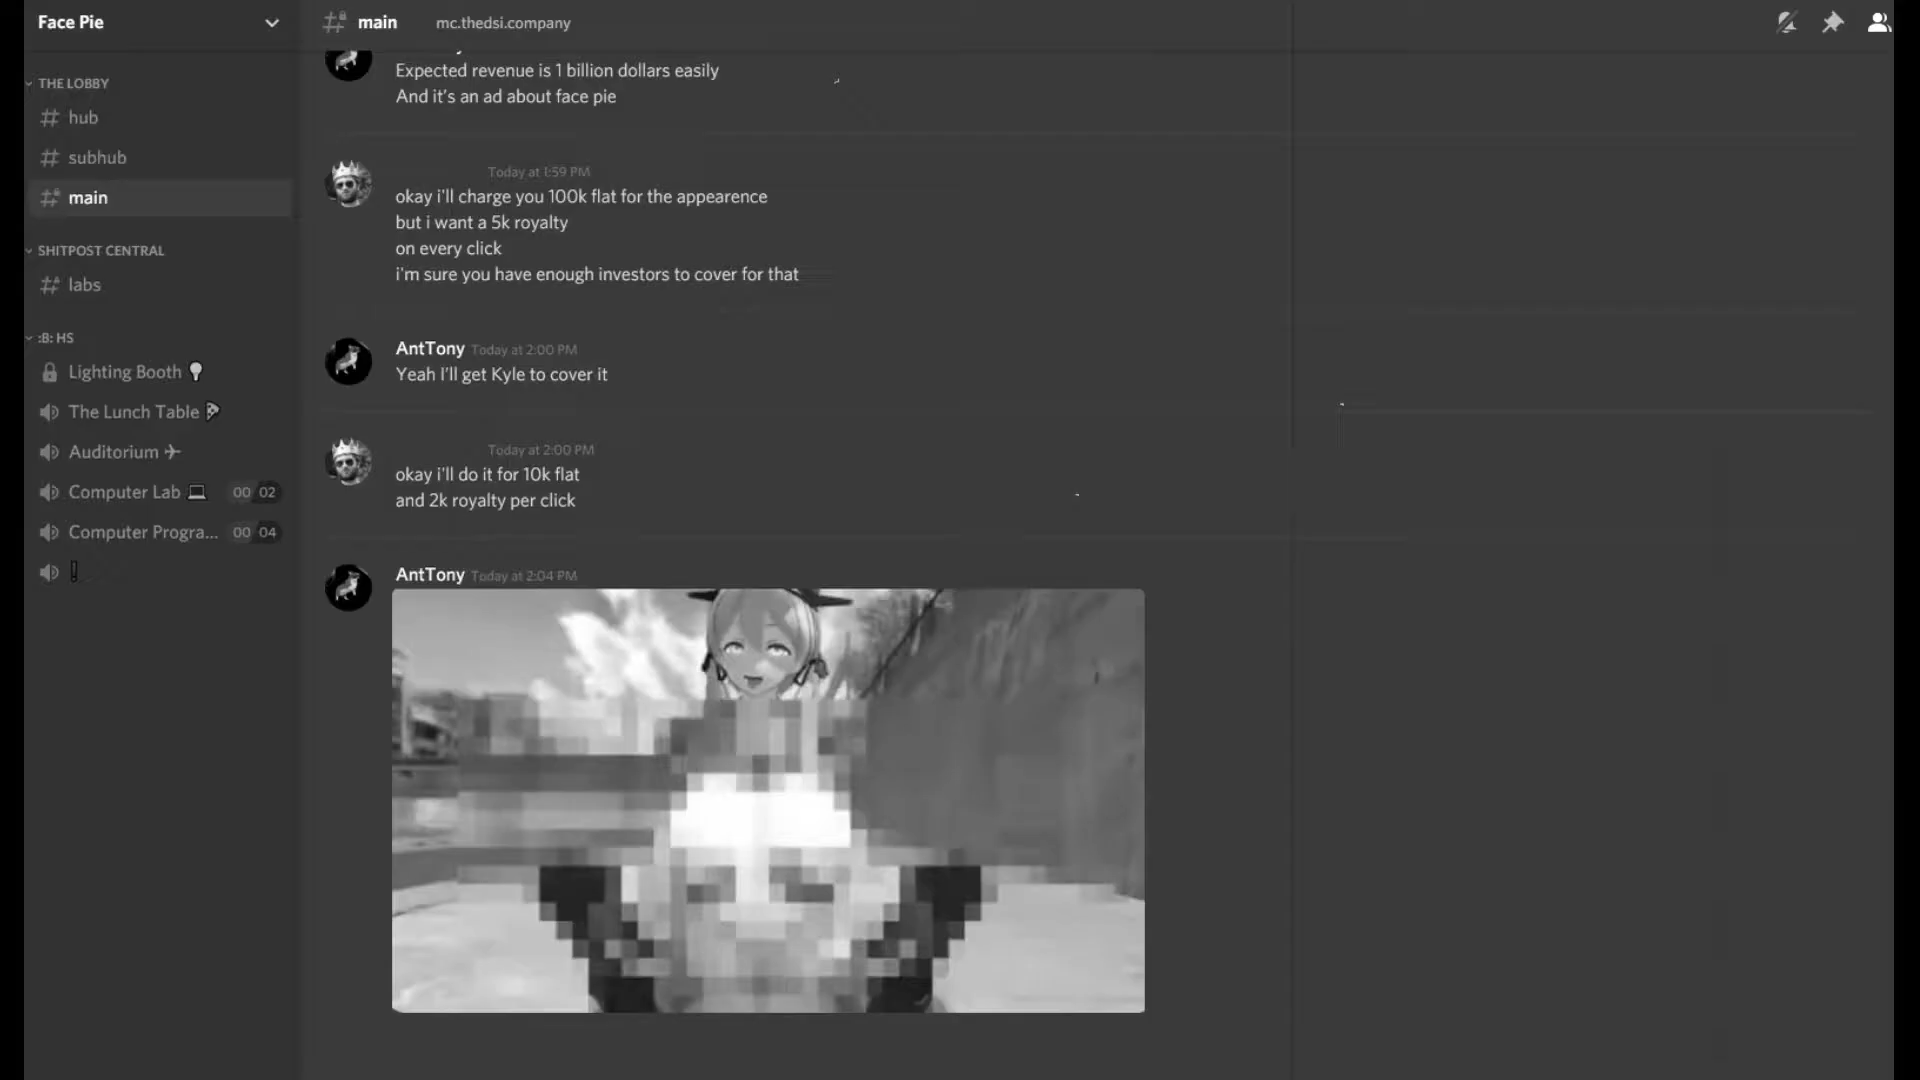 Face Pie
main
mc.thedsi.company
THE LOBBY
hub
subhub
main
SHITPOST CENTRAL
labs
:B: HS
Lighting Booth
The Lunch Table
Auditorium
Computer Lab
00 02
Computer Progra...
00 04
Expected revenue is 1 billion dollars easily
And it's an ad about face pie
Today at 1:59 PM
okay i'll charge you 100k flat for the appearence
but i want a 5k royalty
on every click
i'm sure you have enough investors to cover for that
AntTony Today at 2:00 PM
Yeah I'll get Kyle to cover it
Today at 2:00 PM
okay i'll do it for 10k flat
and 2k royalty per click
AntTony Today at 2:04 PM